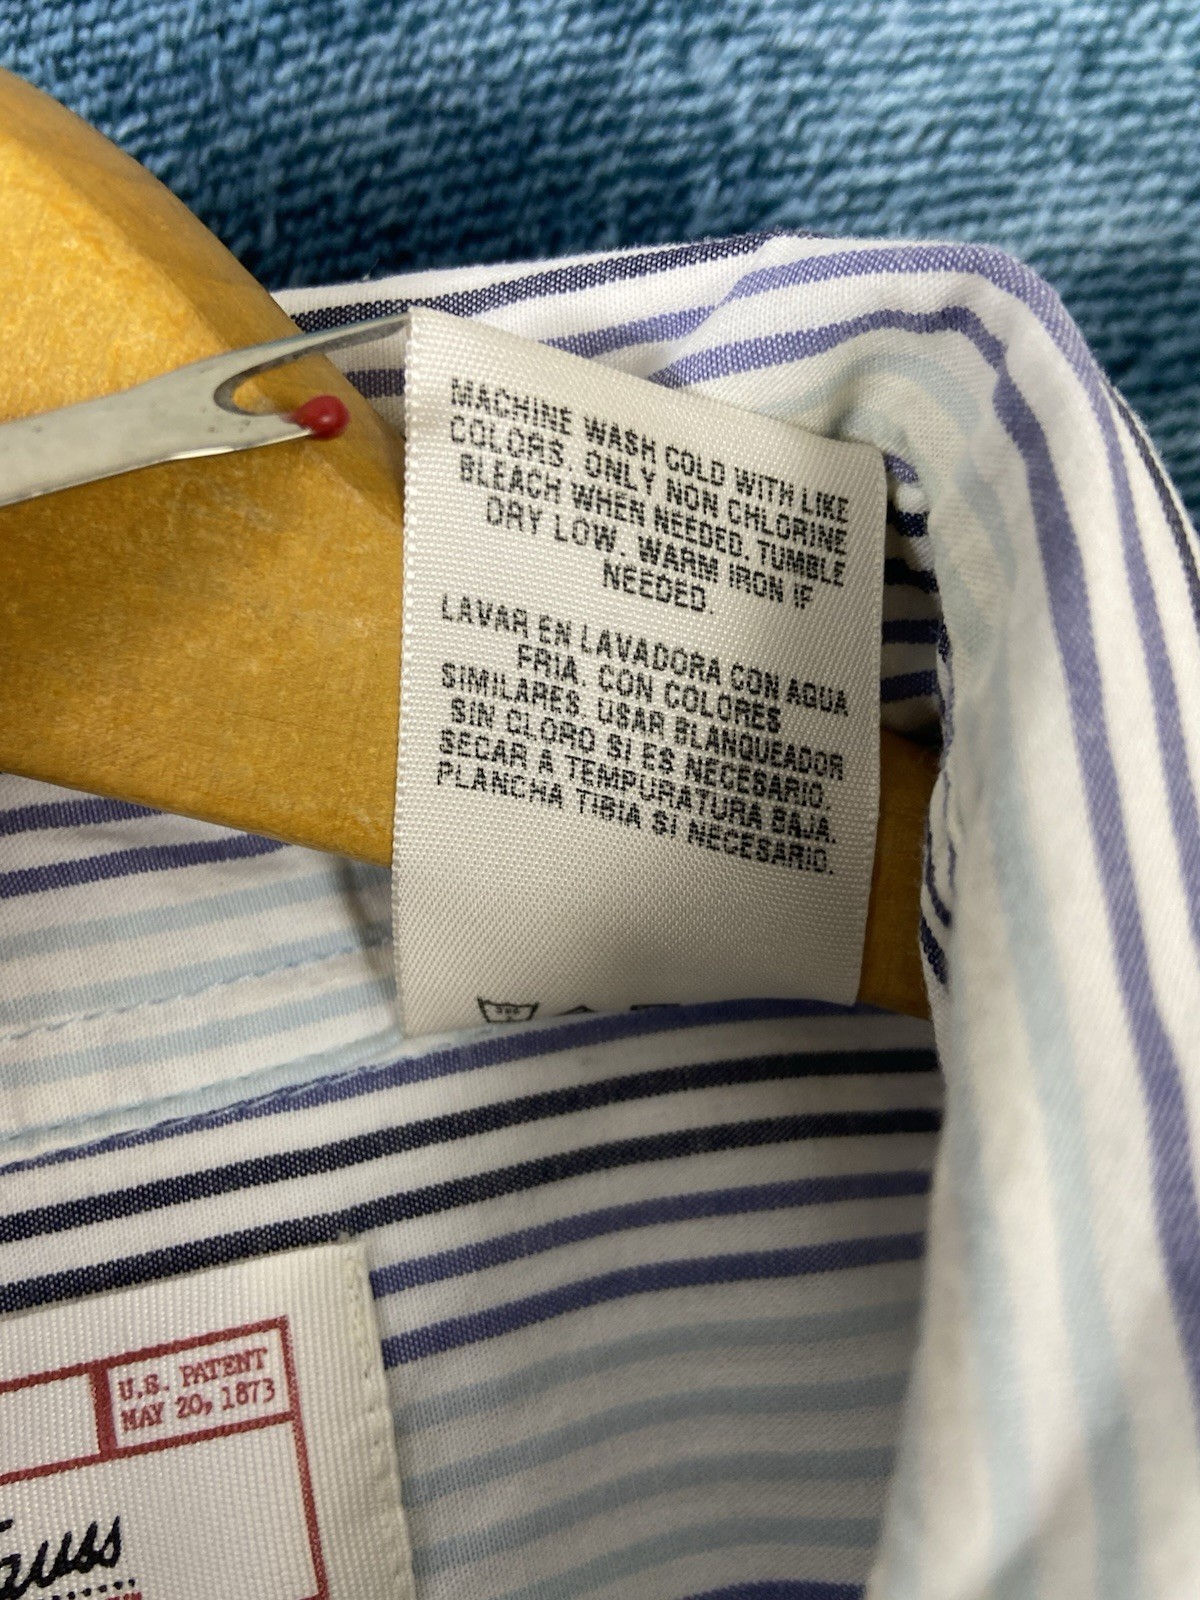 MACHINE WASH COLD WITH LIKE
COLORS. ONLY NON CHLORINE
BLEACH WHEN NEEDED. TUMBLE
DRY LOW. WARM IRON IF
NEEDED.
LAVAR EN LAVADORA CON AGUA
FRIA. CON COLORES
SIMILARES. USAR BLANQUEADOR
SIN CLORO SI ES NECESARIO.
SECAR A TEMPURATURA BAJA.
PLANCHA TIBIA SI NECESARIO.
U.S. PATENT
MAY 20, 1873
auss